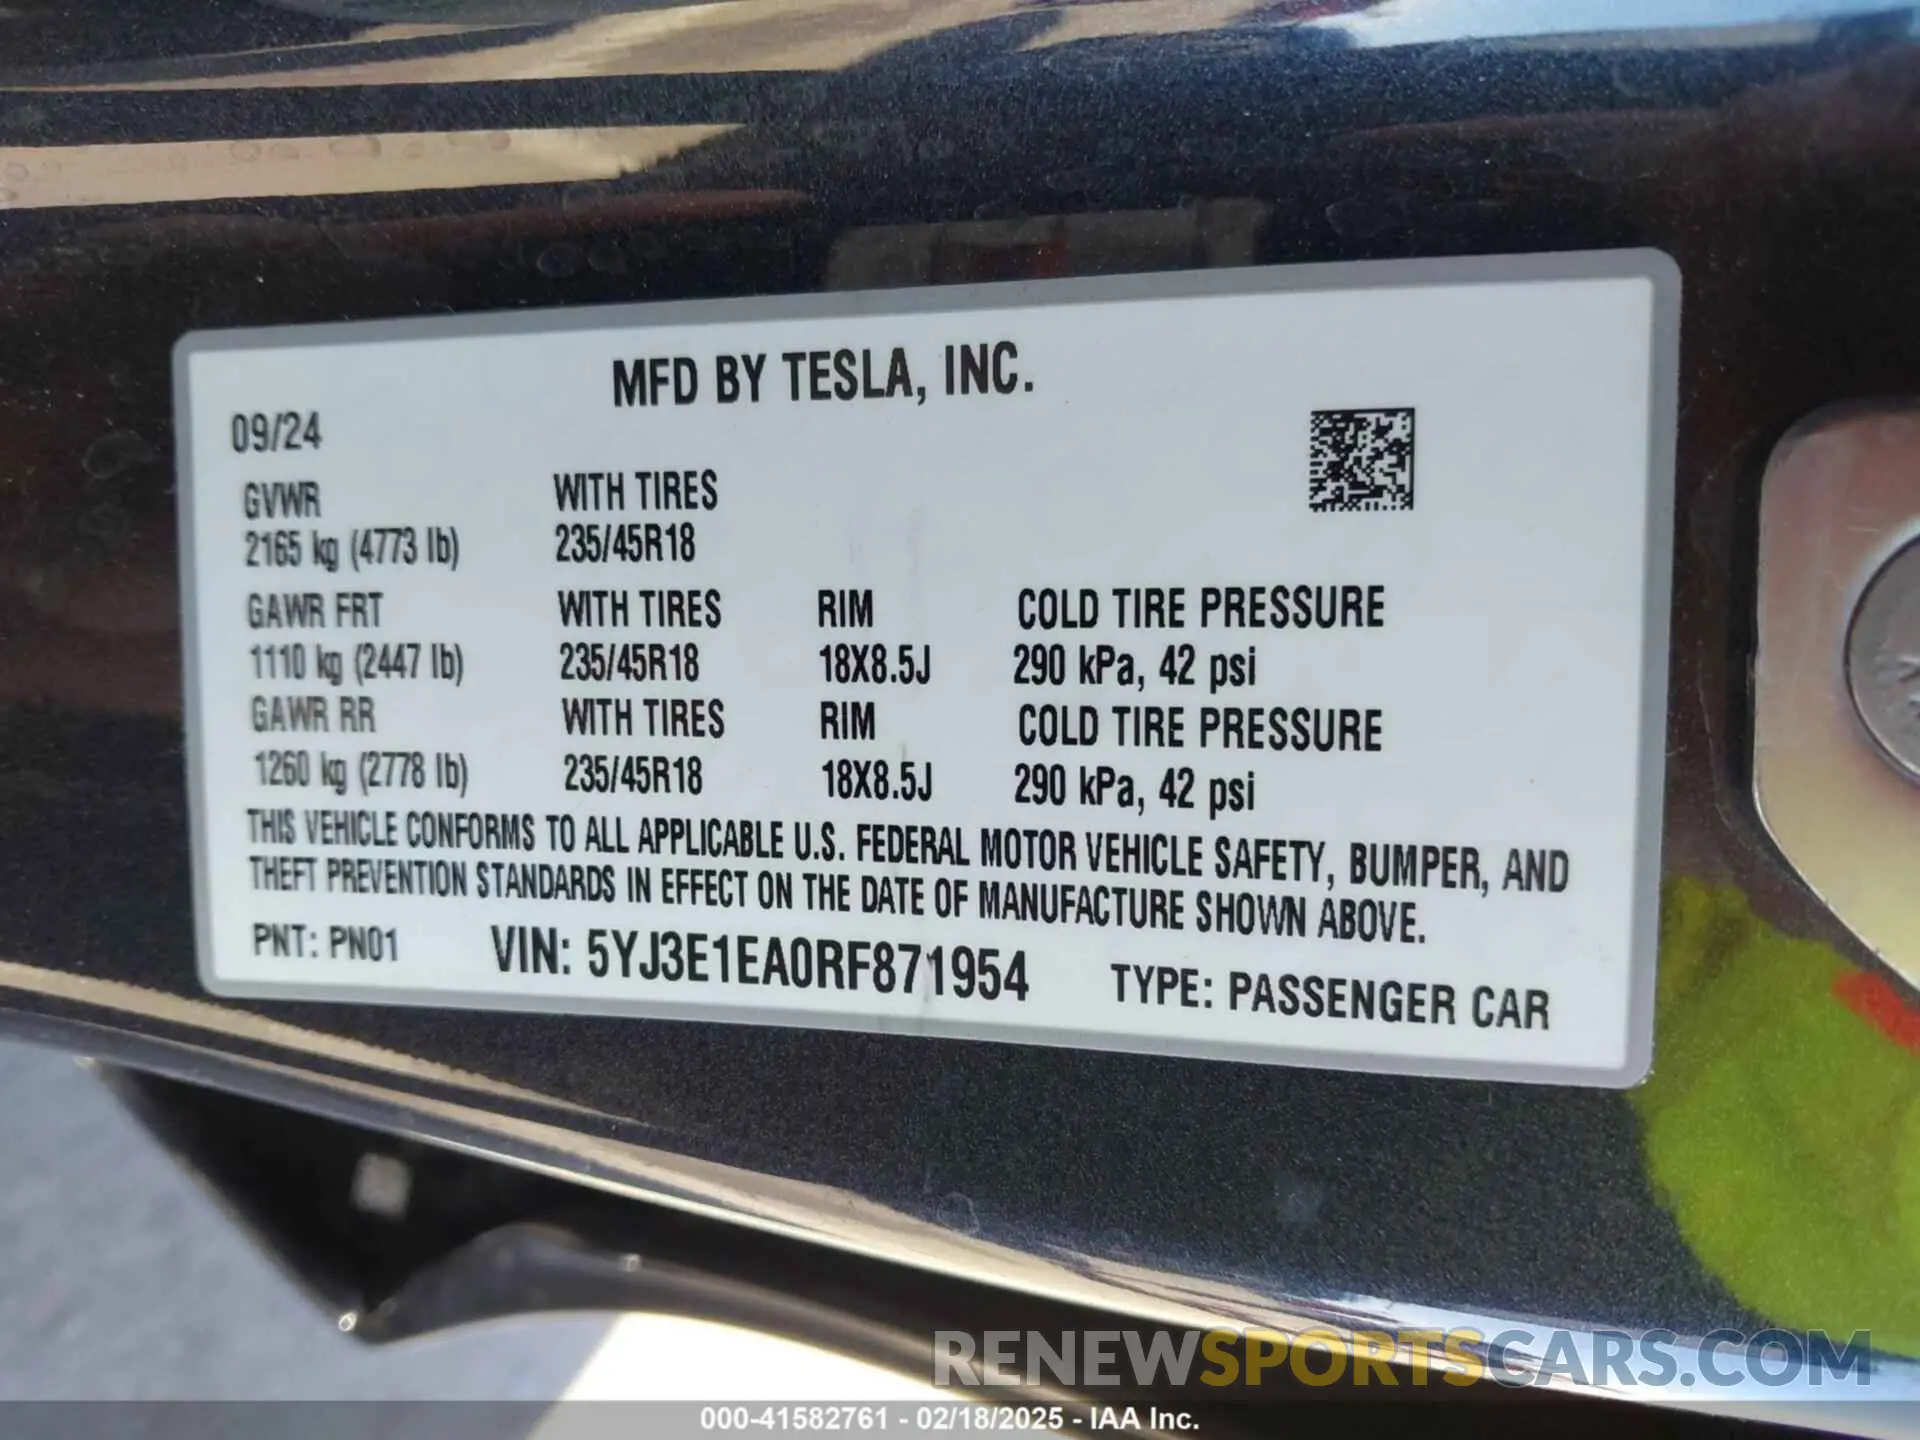 MFD BY TESLA, INC.
09/24
GVWR WITH TIRES
2165 kg (4773 lb) 235/45R18
GAWR FRT WITH TIRES RIM COLD TIRE PRESSURE
1110 kg (2447 lb) 235/45R18 18X8.5J 290 kPa, 42 psi
GAWR RR WITH TIRES RIM COLD TIRE PRESSURE
1260 kg (2778 lb) 235/45R18 18X8.5J 290 kPa, 42 psi
THIS VEHICLE CONFORMS TO ALL APPLICABLE U.S. FEDERAL MOTOR VEHICLE SAFETY, BUMPER, AND
THEFT PREVENTION STANDARDS IN EFFECT ON THE DATE OF MANUFACTURE SHOWN ABOVE.
PNT: PN01 VIN: 5YJ3E1EA0RF871954 TYPE: PASSENGER CAR
RENEWSPORTSCARS.COM
000-41582761 - 02/18/2025 - IAA Inc.